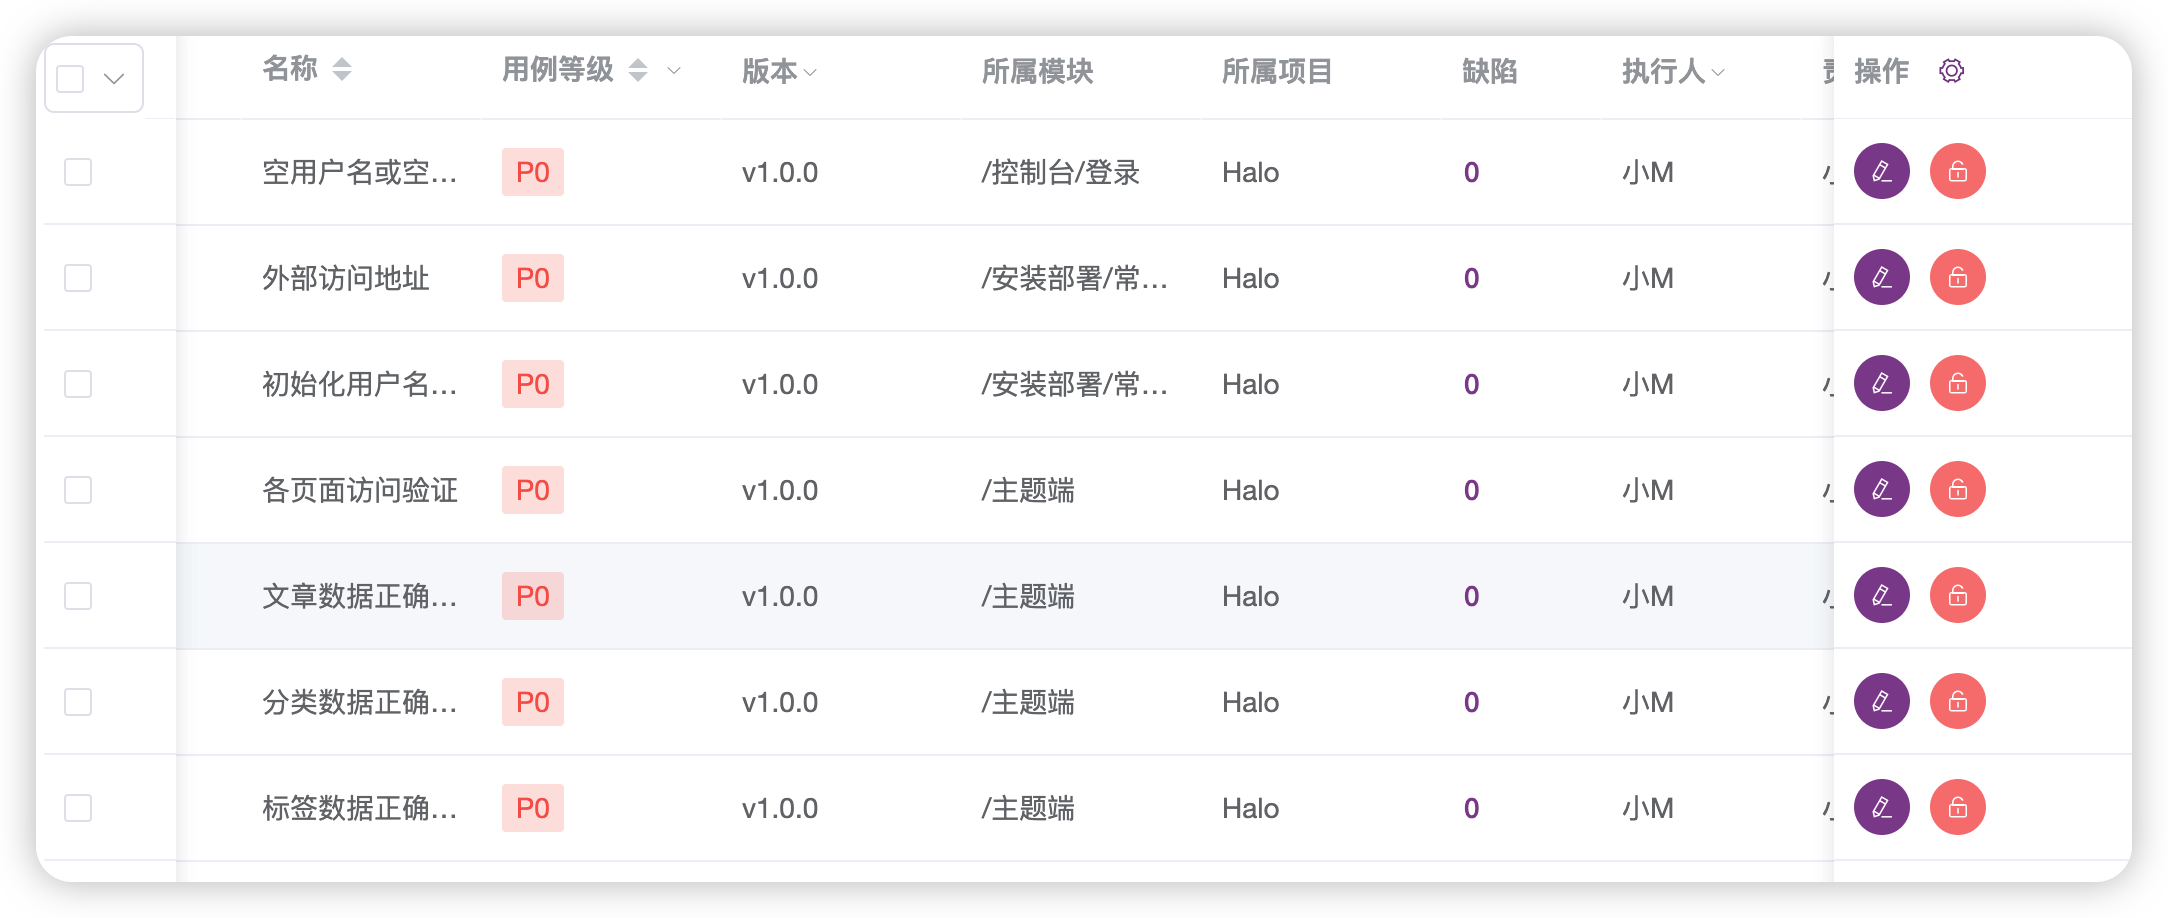 名称 用例等级 版本 所属模块 所属项目 缺陷 执行人 操作
空用户名或空... P0 v1.0.0 /控制台/登录 Halo 0 小M
外部访问地址 P0 v1.0.0 /安装部署/常... Halo 0 小M
初始化用户名... P0 v1.0.0 /安装部署/常... Halo 0 小M
各页面访问验证 P0 v1.0.0 /主题端 Halo 0 小M
文章数据正确... P0 v1.0.0 /主题端 Halo 0 小M
分类数据正确... P0 v1.0.0 /主题端 Halo 0 小M
标签数据正确... P0 v1.0.0 /主题端 Halo 0 小M